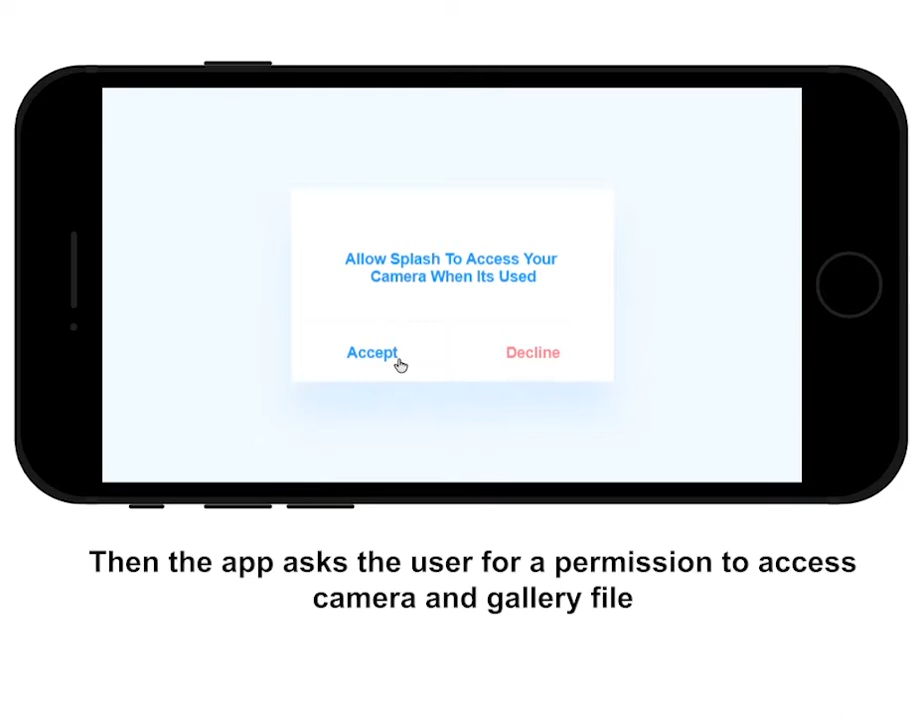 Allow Splash To Access Your
Camera When Its Used
Accept
Decline
Then the app asks the user for a permission to access
camera and gallery file